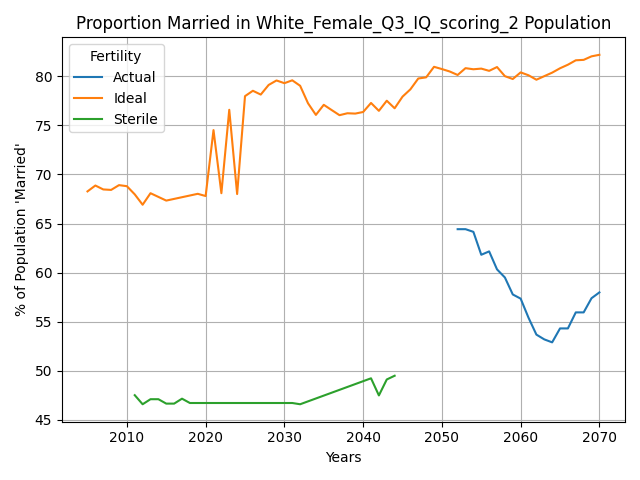 Proportion Married in White_Female_Q3_IQ_scoring_2 Population
% of Population 'Married'
Fertility
Actual
Ideal
Sterile
80
75
70
65
60
55
50
45
2010 2020 2030 2040 2050 2060 2070
Years